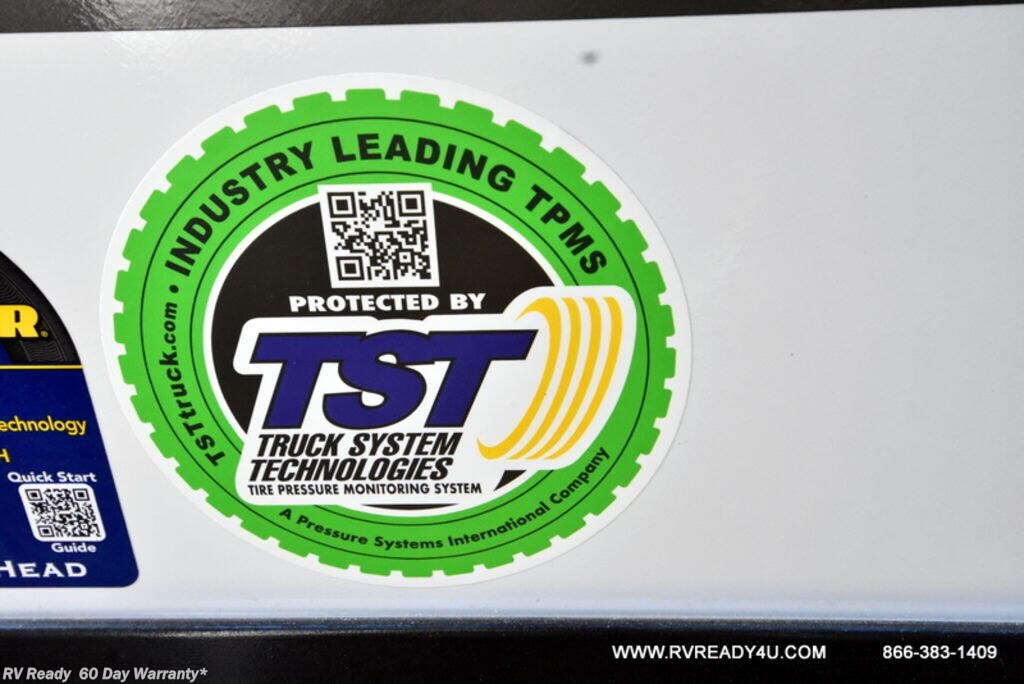 INDUSTRY LEADING TPMS
TSTtruck.com •
PROTECTED BY
TST
TRUCK SYSTEM
TECHNOLOGIES
TIRE PRESSURE MONITORING SYSTEM
A Pressure Systems International Company
R®
echnology
H
Quick Start
Guide
HEAD
WWW.RVREADY4U.COM
866-383-1409
RV Ready 60 Day Warranty*